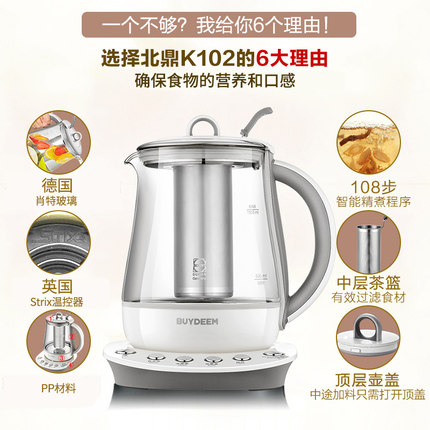 一个不够？我给你6个理由！
选择北鼎K102的6大理由
确保食物的营养和口感
德国
肖特玻璃
英国
Strix温控器
PP材料
108步
智能精煮程序
中层茶篮
有效过滤食材
顶层壶盖
中途加料只需打开顶盖
Strix
BUYDEEM